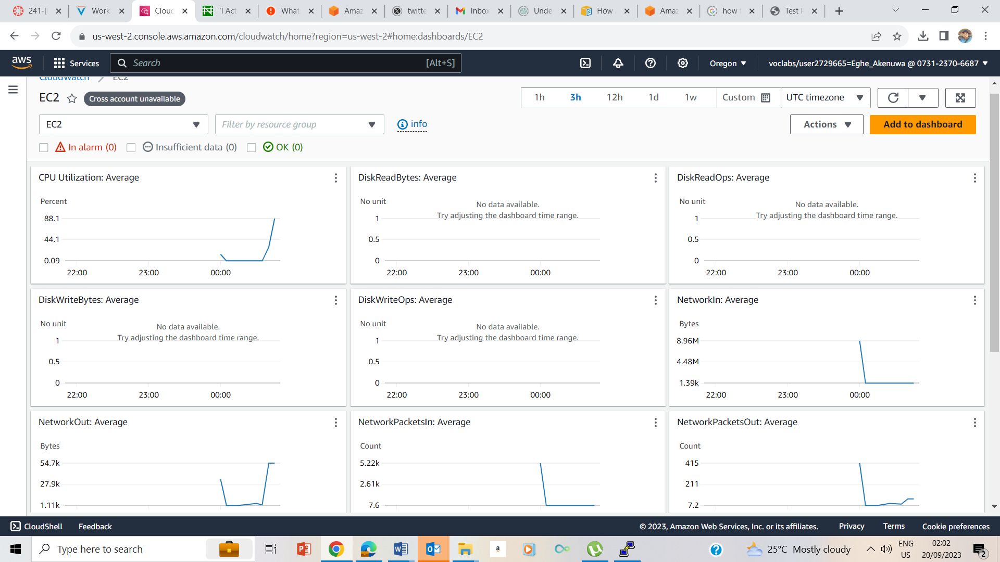 241-[
Work
Clouc
"I Act
What
Amaz
twitte
Inbox
Unde
How
Amaz
how
Test
us-west-2.console.aws.amazon.com/cloudwatch/home?region=us-west-2#home:dashboards/EC2
aws
Services
Search
[Alt+S]
Oregon
voclabs/user2729665=Eghe_Akenuwa @ 0731-2370-6687
CloudWatch
EC2
EC2
Cross account unavailable
1h 3h 12h 1d 1w Custom
UTC timezone
EC2
Filter by resource group
info
Actions
Add to dashboard
In alarm (0)
Insufficient data (0)
OK (0)
CPU Utilization: Average
Percent
88.1
44.1
0.09
22:00 23:00 00:00
DiskReadBytes: Average
No unit
No data available.
Try adjusting the dashboard time range.
1
0.5
0
22:00 23:00 00:00
DiskReadOps: Average
No unit
No data available.
Try adjusting the dashboard time range.
1
0.5
0
22:00 23:00 00:00
DiskWriteBytes: Average
No unit
No data available.
Try adjusting the dashboard time range.
1
0.5
0
22:00 23:00 00:00
DiskWriteOps: Average
No unit
No data available.
Try adjusting the dashboard time range.
1
0.5
0
22:00 23:00 00:00
NetworkIn: Average
Bytes
8.96M
4.48M
1.39k
22:00 23:00 00:00
NetworkOut: Average
Bytes
54.7k
27.9k
1.11k
NetworkPacketsIn: Average
Count
5.22k
2.61k
7.6
NetworkPacketsOut: Average
Count
415
211
7.2
CloudShell
Feedback
© 2023, Amazon Web Services, Inc. or its affiliates.
Privacy
Terms
Cookie preferences
Type here to search
a
25°C Mostly cloudy
ENG
US
02:02
20/09/2023
2